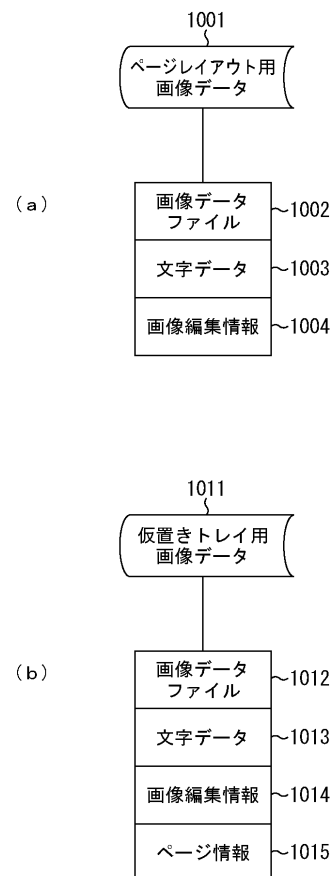 1001
ページレイアウト用
画像データ
(a)
画像データ
ファイル
1002
文字データ
1003
画像編集情報
1004
1011
仮置きトレイ用
画像データ
(b)
画像データ
ファイル
1012
文字データ
1013
画像編集情報
1014
ページ情報
1015